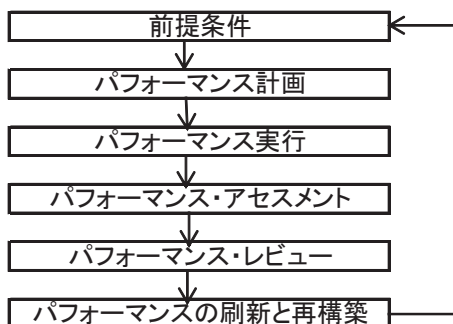 前提条件
パフォーマンス計画
パフォーマンス実行
パフォーマンス・アセスメント
パフォーマンス・レビュー
パフォーマンスの刷新と再構築